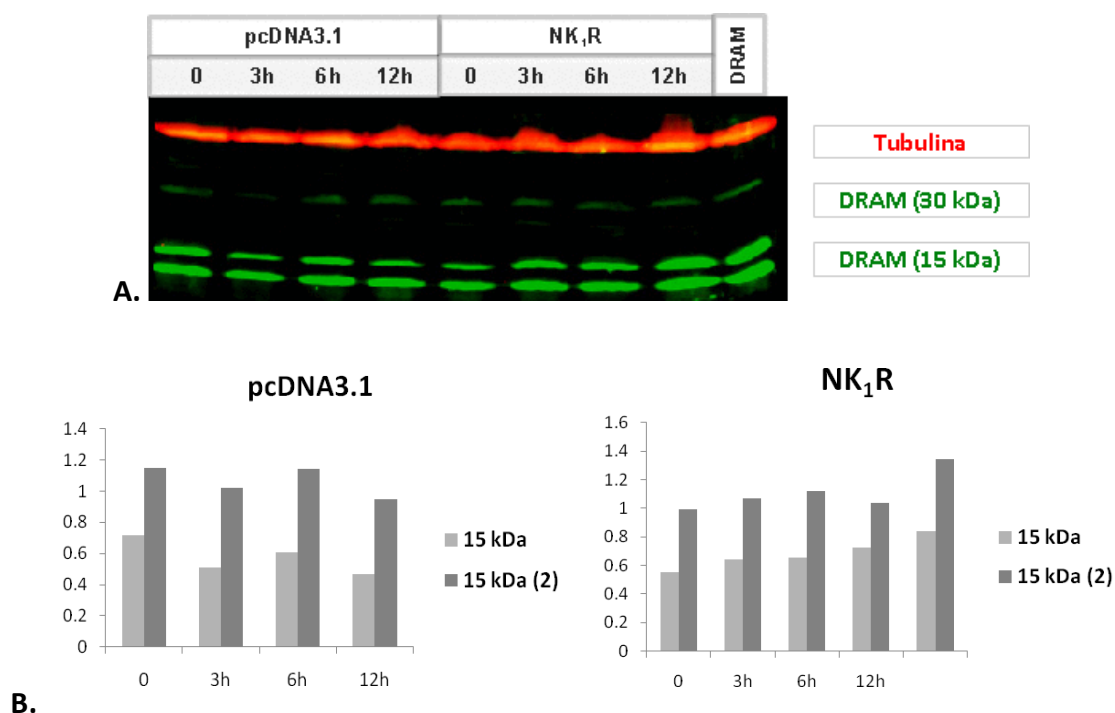 pcDNA3.1
NK₁R
DRAM
0 3h 6h 12h 0 3h 6h 12h
Tubulina
DRAM (30 kDa)
DRAM (15 kDa)
A.
pcDNA3.1
1.4
1.2
1
0.8
0.6
0.4
0.2
0
0 3h 6h 12h
15 kDa
15 kDa (2)
NK₁R
1.6
1.4
1.2
1
0.8
0.6
0.4
0.2
0
0 3h 6h 12h
15 kDa
15 kDa (2)
B.